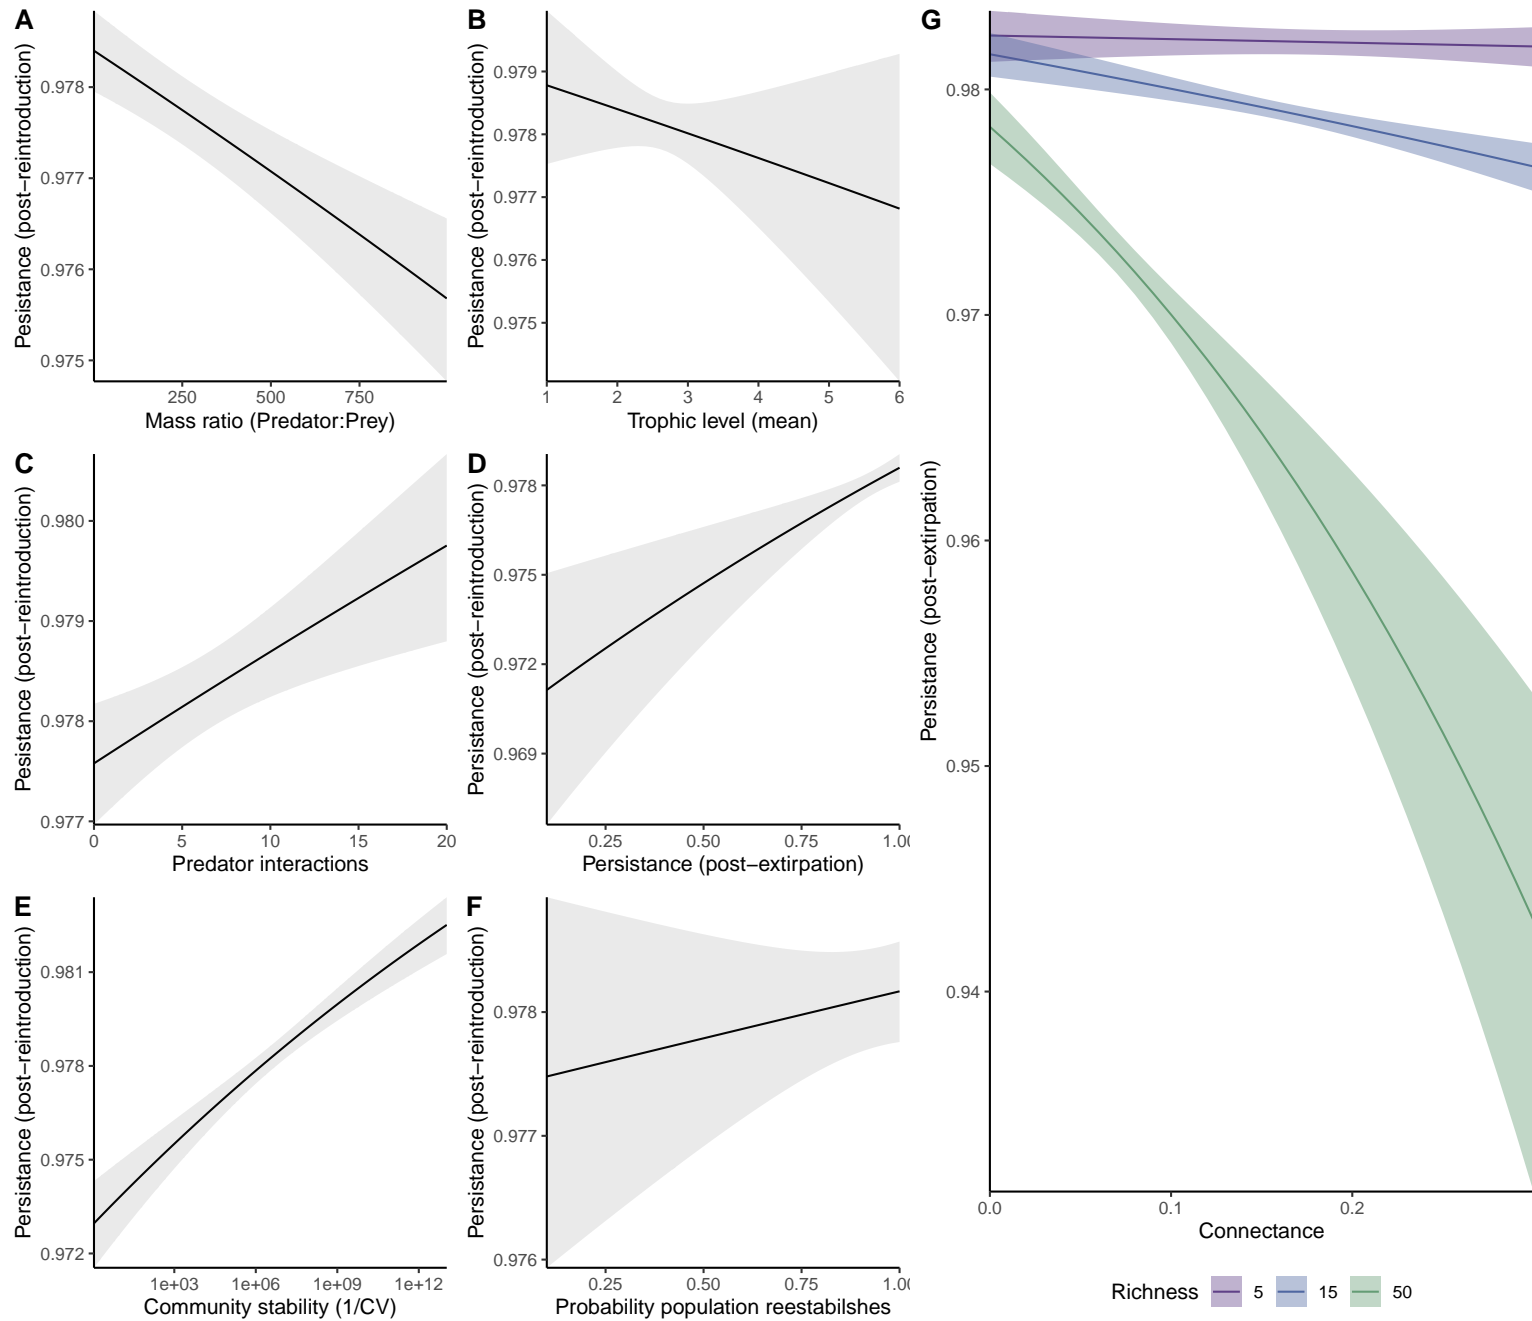 A
Pesistance (post−reintroduction)
0.978
0.977
0.976
0.975
250 500 750
Mass ratio (Predator:Prey)
B
Pesistance (post−reintroduction)
0.979
0.978
0.977
0.976
0.975
1 2 3 4 5 6
Trophic level (mean)
C
Pesistance (post−reintroduction)
0.980
0.979
0.978
0.977
0 5 10 15 20
Predator interactions
D
Persistance (post−reintroduction)
0.978
0.975
0.972
0.969
0.25 0.50 0.75 1.00
Persistance (post−extirpation)
E
Persistance (post−reintroduction)
0.981
0.978
0.975
0.972
1e+03 1e+06 1e+09 1e+12
Community stability (1/CV)
F
Persistance (post−reintroduction)
0.978
0.977
0.976
0.25 0.50 0.75 1.00
Probability population reestabilshes
G
Persistance (post−extirpation)
0.98
0.97
0.96
0.95
0.94
0.0 0.1 0.2
Connectance
Richness 5 15 50